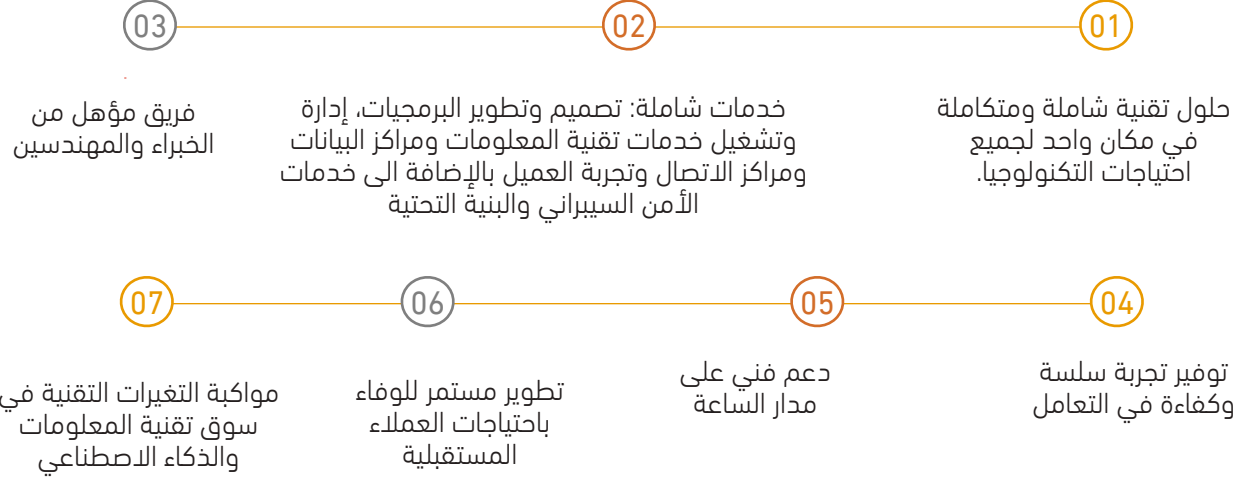 01
حلول تقنية شاملة ومتكاملة
في مكان واحد لجميع
احتياجات التكنولوجيا.
02
خدمات شاملة: تصميم وتطوير البرمجيات، إدارة
وتشغيل خدمات تقنية المعلومات ومراكز البيانات
ومراكز الاتصال وتجربة العميل بالإضافة الى خدمات
الأمن السيبراني والبنية التحتية
03
فريق مؤهل من
الخبراء والمهندسين
04
توفير تجربة سلسة
وكفاءة في التعامل
05
دعم فني على
مدار الساعة
06
تطوير مستمر للوفاء
باحتياجات العملاء
المستقبلية
07
مواكبة التغيرات التقنية في
سوق تقنية المعلومات
والذكاء الاصطناعي